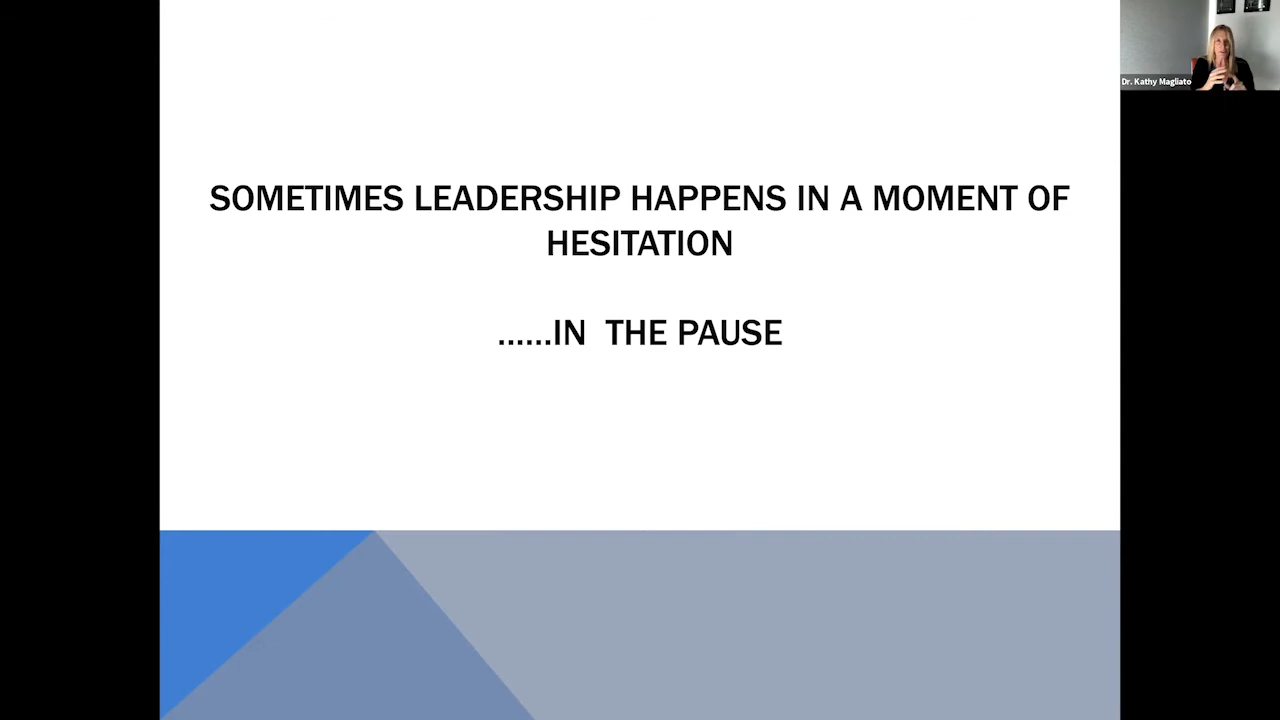 SOMETIMES LEADERSHIP HAPPENS IN A MOMENT OF
HESITATION
......IN THE PAUSE
Dr. Kathy Magliato